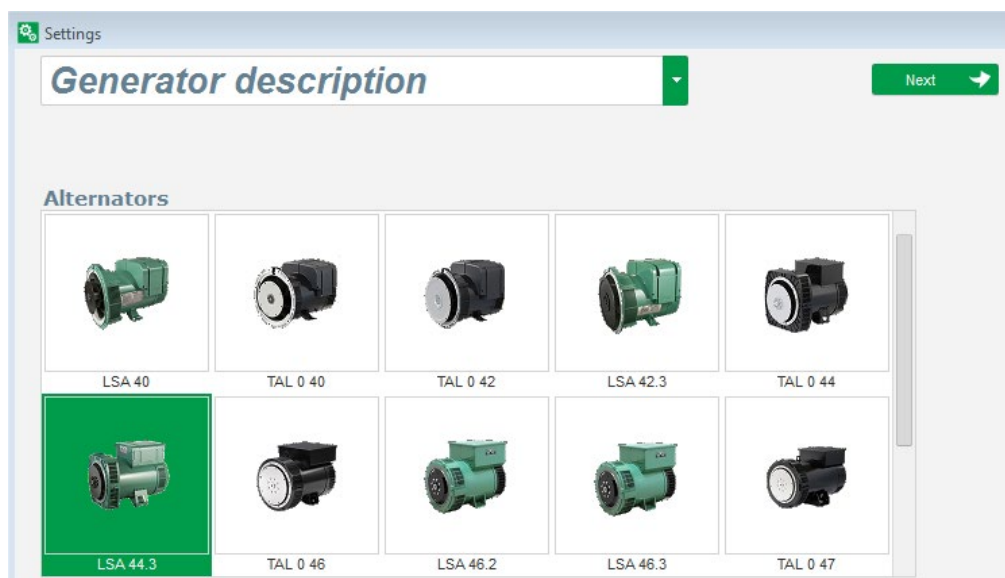 Settings
Generator description
Next
Alternators
LSA 40
TAL 0 40
TAL 0 42
LSA 42.3
TAL 0 44
LSA 44.3
TAL 0 46
LSA 46.2
LSA 46.3
TAL 0 47